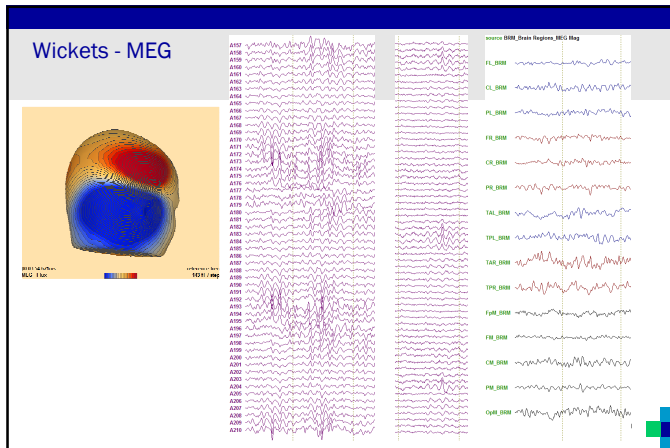 Wickets - MEG
A157
A158
A159
A160
A161
A162
A163
A164
A165
A166
A167
A168
A169
A170
A171
A172
A173
A174
A175
A176
A177
A178
A179
A180
A181
A182
A183
A184
A185
A186
A187
A188
A189
A190
A191
A192
A193
A194
A195
A196
A197
A198
A199
A200
A201
A202
A203
A204
A205
A206
A207
A208
A209
A210
source BRM_Brain Regions_MEG Mag
FL_BRM
CL_BRM
PL_BRM
FR_BRM
CR_BRM
PR_BRM
TAL_BRM
TPL_BRM
TAR_BRM
TPR_BRM
FpM_BRM
FM_BRM
CM_BRM
PM_BRM
OpM_BRM
reference free
MEG Flux
/ step